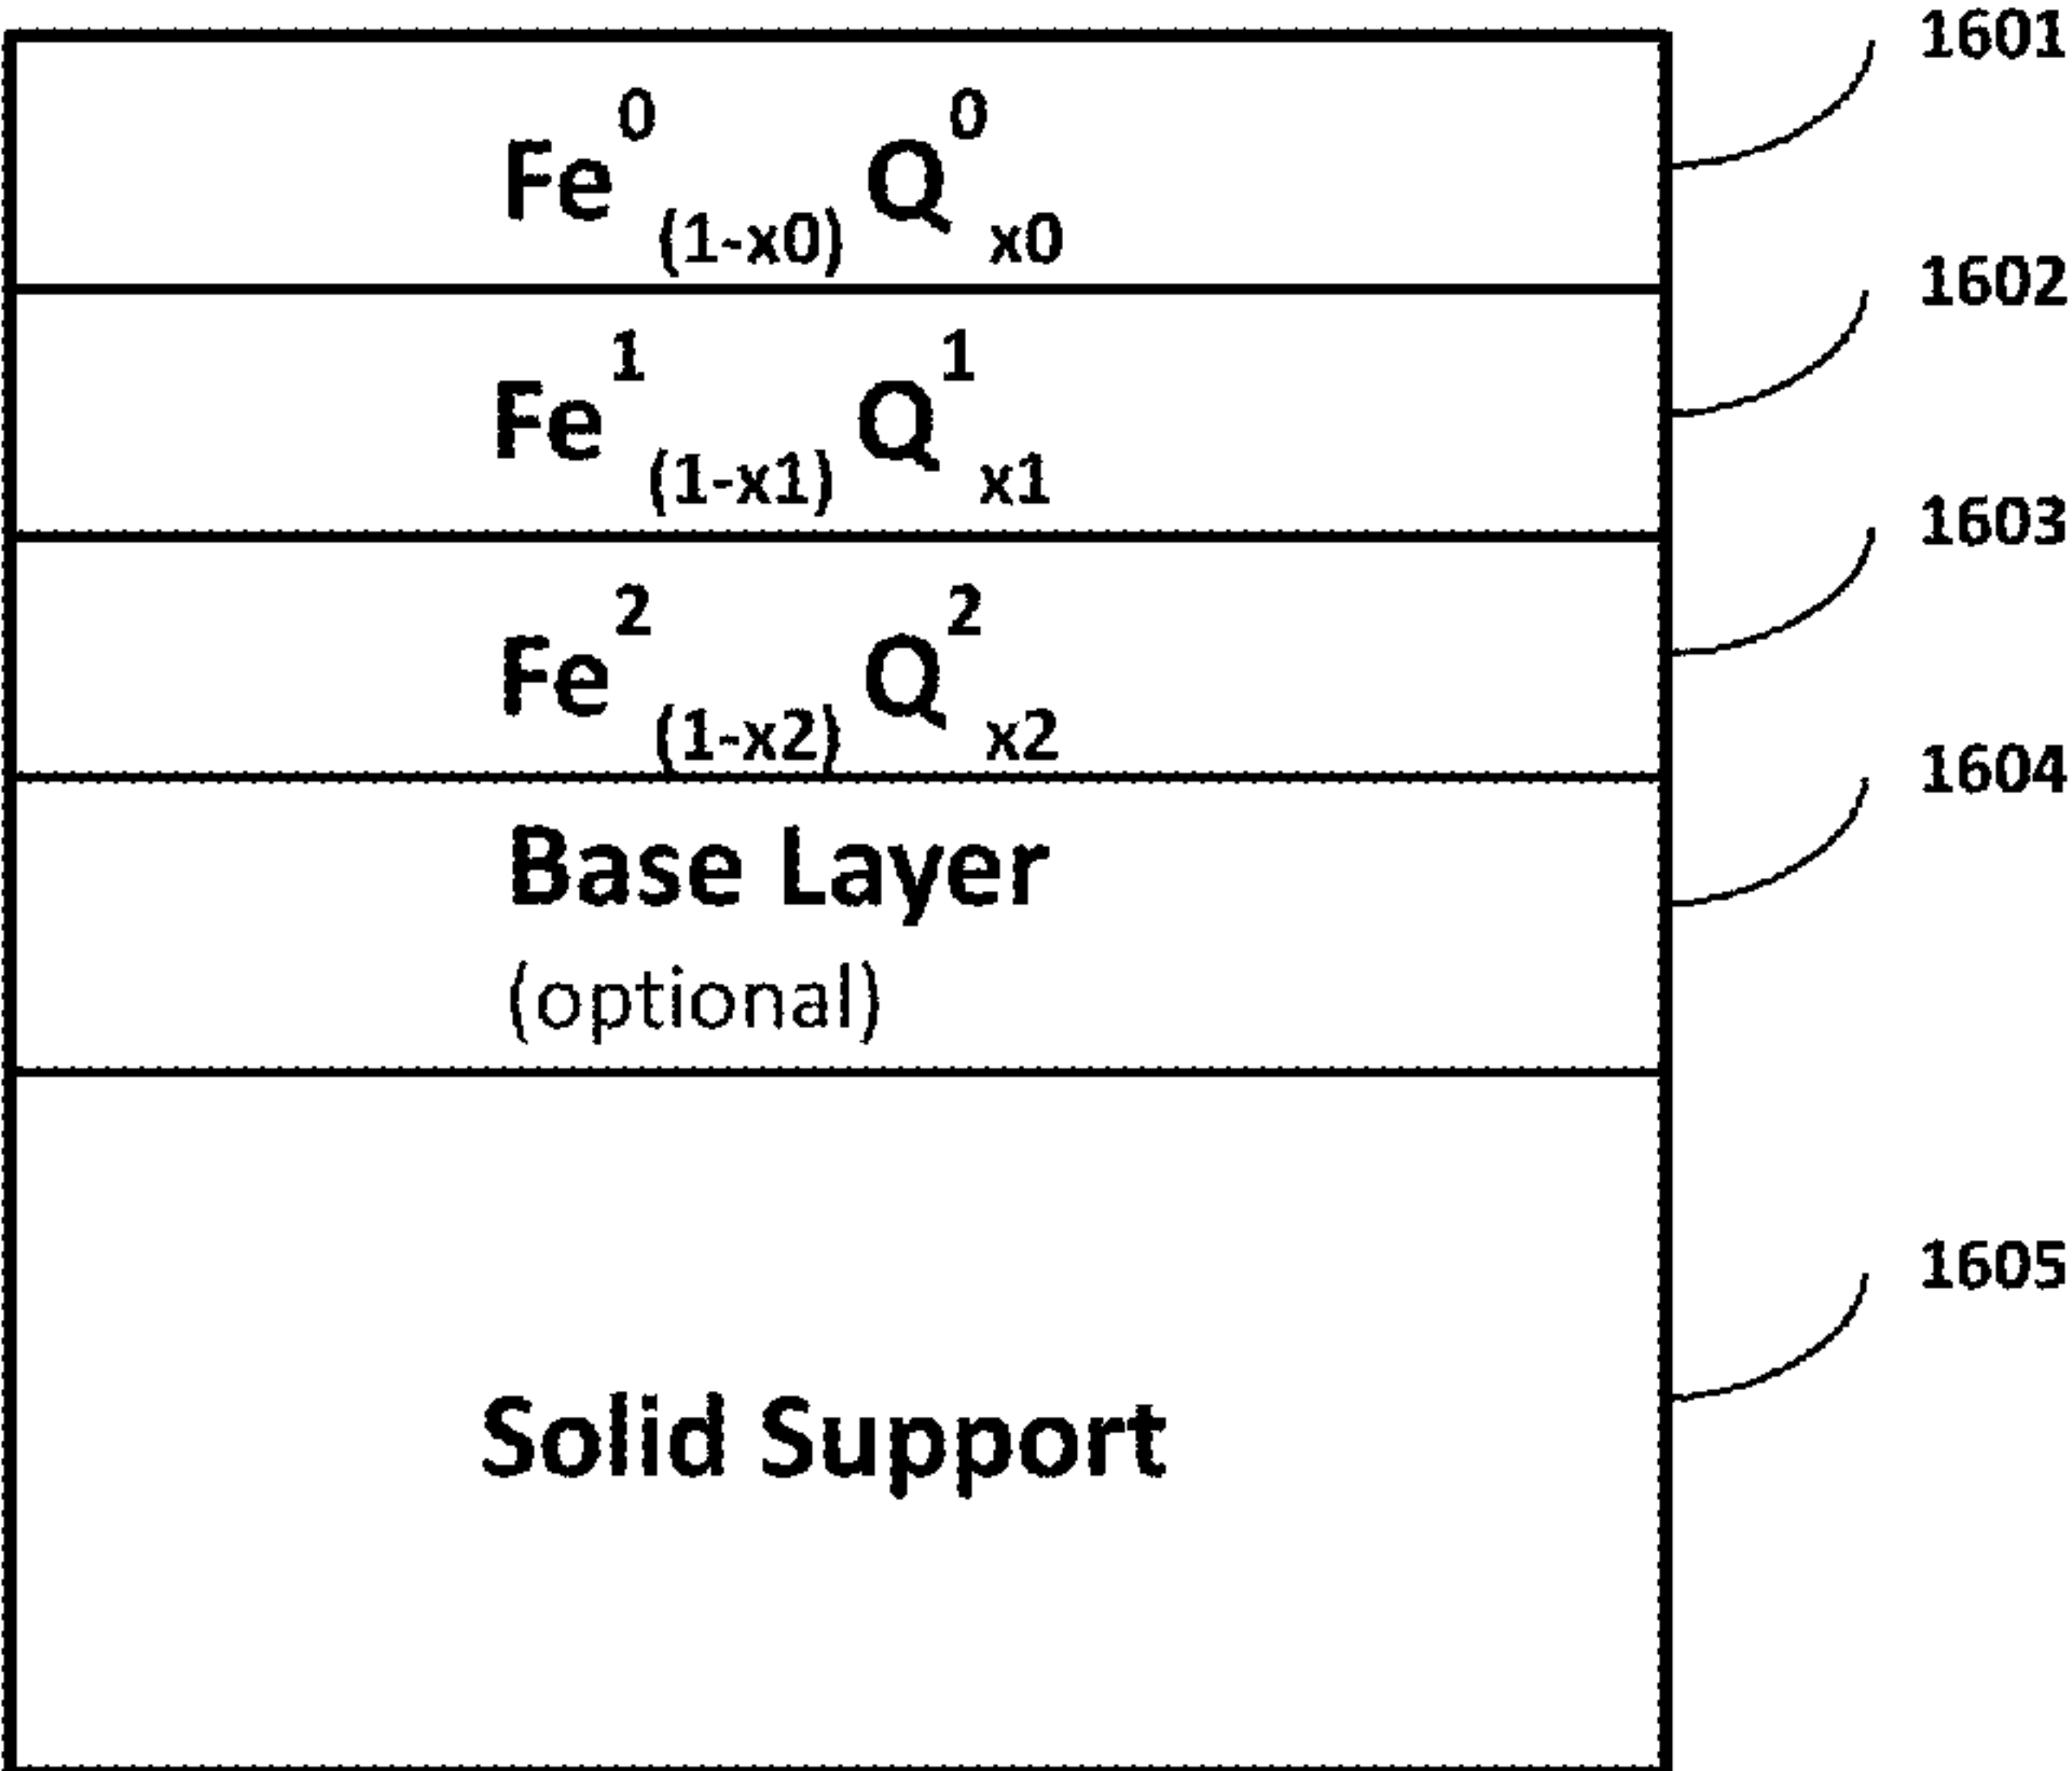 1601
Fe⁰₍₁₋ₓ₀₎ Q⁰ₓ₀
1602
Fe¹₍₁₋ₓ₁₎ Q¹ₓ₁
1603
Fe²₍₁₋ₓ₂₎ Q²ₓ₂
1604
Base Layer
(optional)
1605
Solid Support